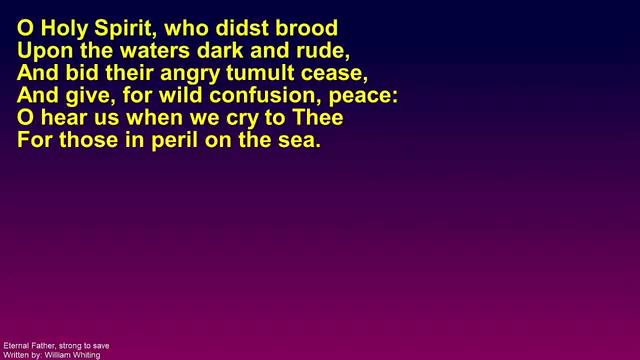 O Holy Spirit, who didst brood
Upon the waters dark and rude,
And bid their angry tumult cease,
And give, for wild confusion, peace:
O hear us when we cry to Thee
For those in peril on the sea.
Eternal Father, strong to save
Written by: William Whiting